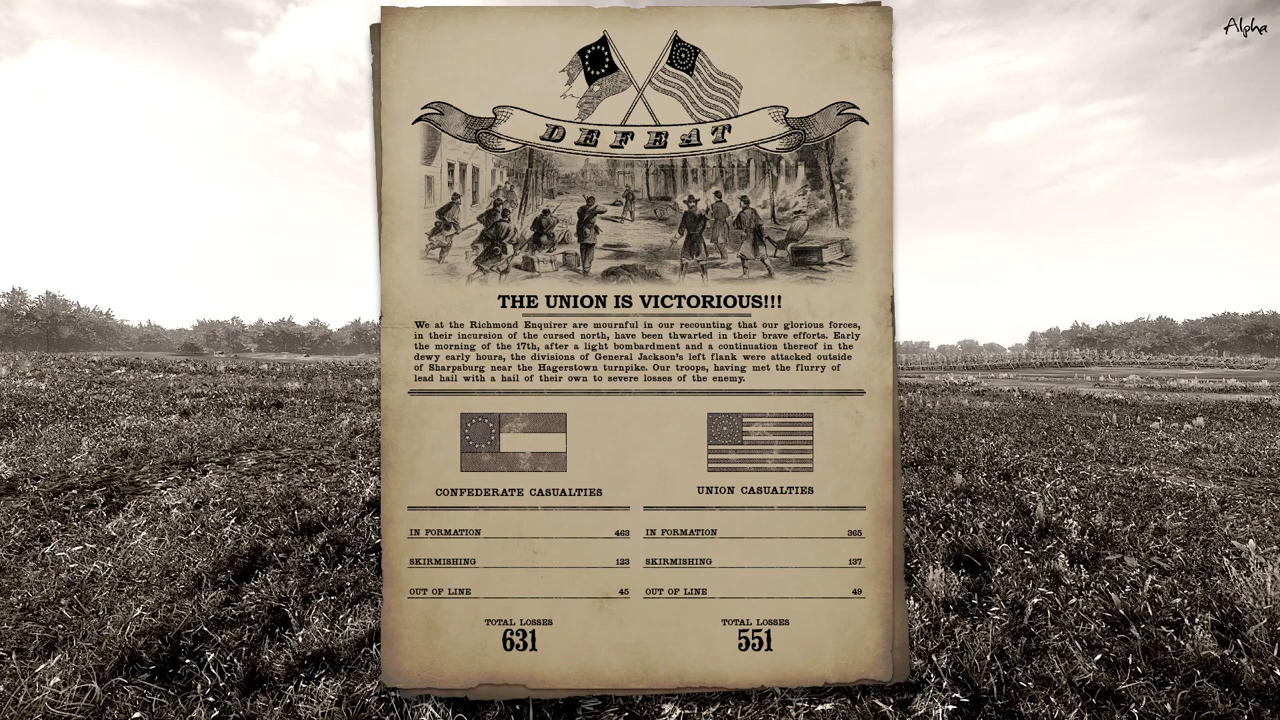 Alpha
DEFEAT
THE UNION IS VICTORIOUS!!!
We at the Richmond Enquirer are mournful in our recounting that our glorious forces,
in their incursion of the cursed north, have been thwarted in their brave efforts. Early
the morning of the 17th, after a light bombardment and a continuation thereof in the
dewy early hours, the divisions of General Jackson's left flank were attacked outside
of Sharpsburg near the Hagerstown turnpike. Our troops, having met the flurry of
lead hail with a hail of their own to severe losses of the enemy.
CONFEDERATE CASUALTIES
IN FORMATION 463
SKIRMISHING 123
OUT OF LINE 45
TOTAL LOSSES
631
UNION CASUALTIES
IN FORMATION 365
SKIRMISHING 137
OUT OF LINE 49
TOTAL LOSSES
551